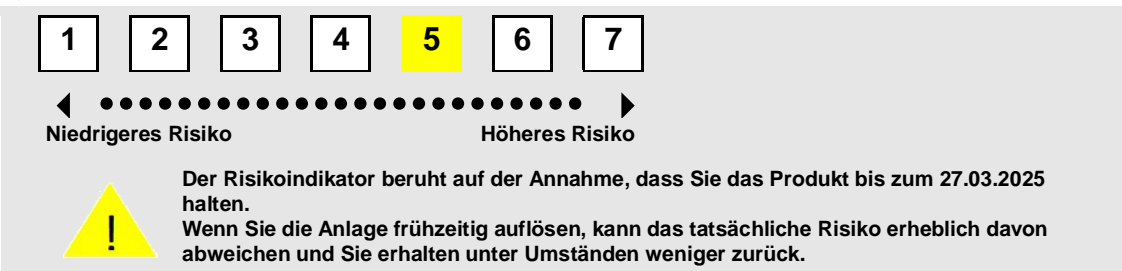 1 2 3 4 5 6 7
Niedrigeres Risiko Höheres Risiko
Der Risikoindikator beruht auf der Annahme, dass Sie das Produkt bis zum 27.03.2025
halten.
! Wenn Sie die Anlage frühzeitig auflösen, kann das tatsächliche Risiko erheblich davon
abweichen und Sie erhalten unter Umständen weniger zurück.